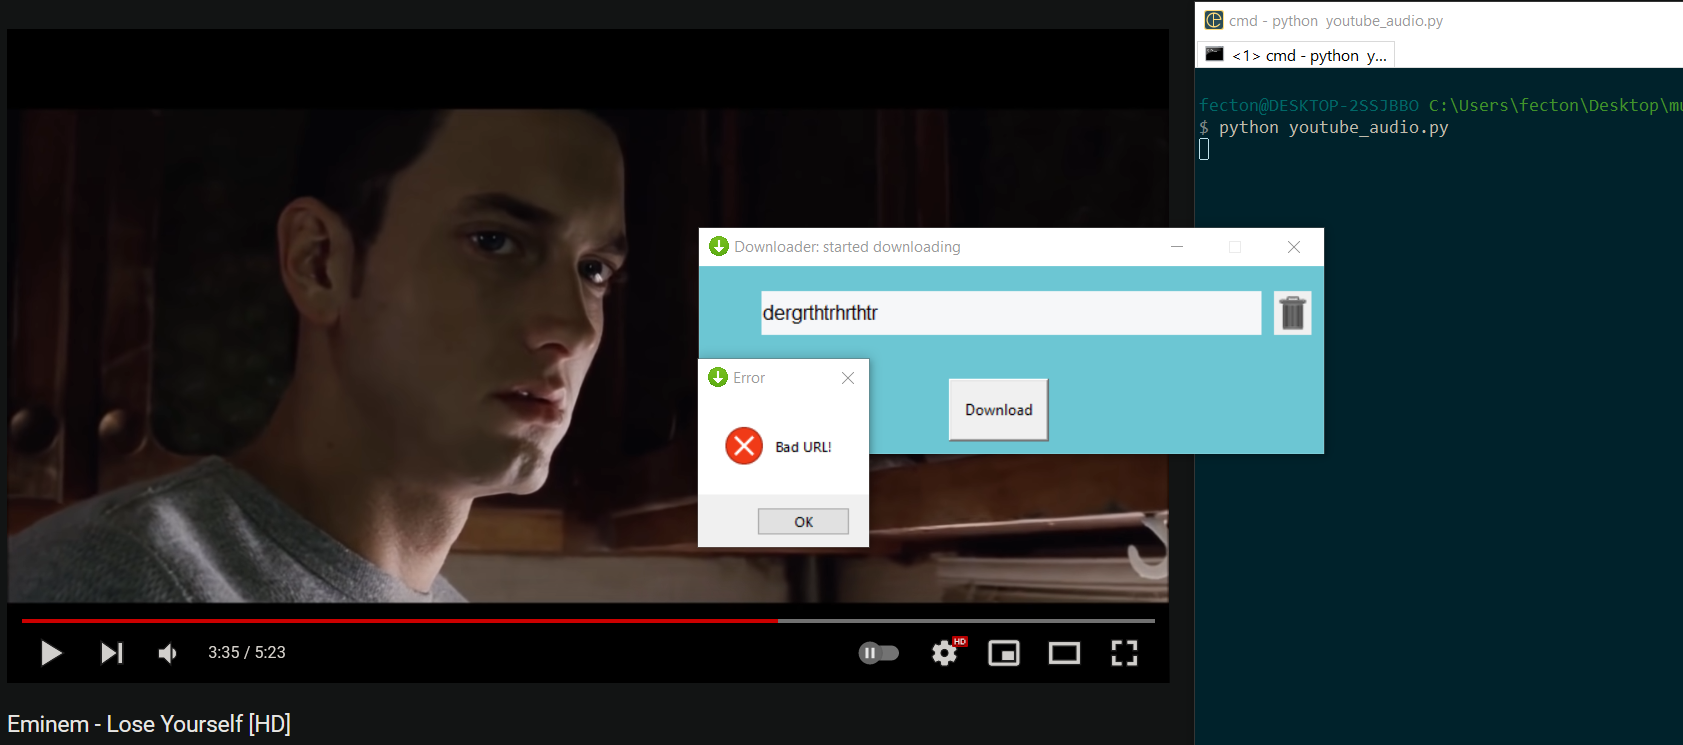 cmd - python  youtube_audio.py
<1> cmd - python  y...
fecton@DESKTOP-2SSJBBO C:\Users\fecton\Desktop\mu
$ python youtube_audio.py
Downloader: started downloading
dergrthtrhrthtr
Download
Error
Bad URL!
OK
3:35 / 5:23
HD
Eminem - Lose Yourself [HD]